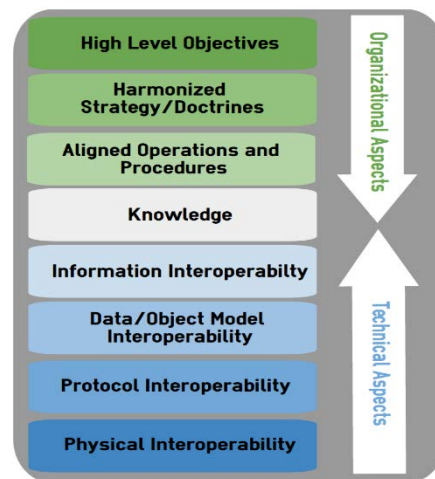 High Level Objectives
Harmonized
Strategy/Doctrines
Aligned Operations and
Procedures
Knowledge
Information Interoperabilty
Data/Object Model
Interoperability
Protocol Interoperability
Physical Interoperability
Organizational Aspects
Technical Aspects